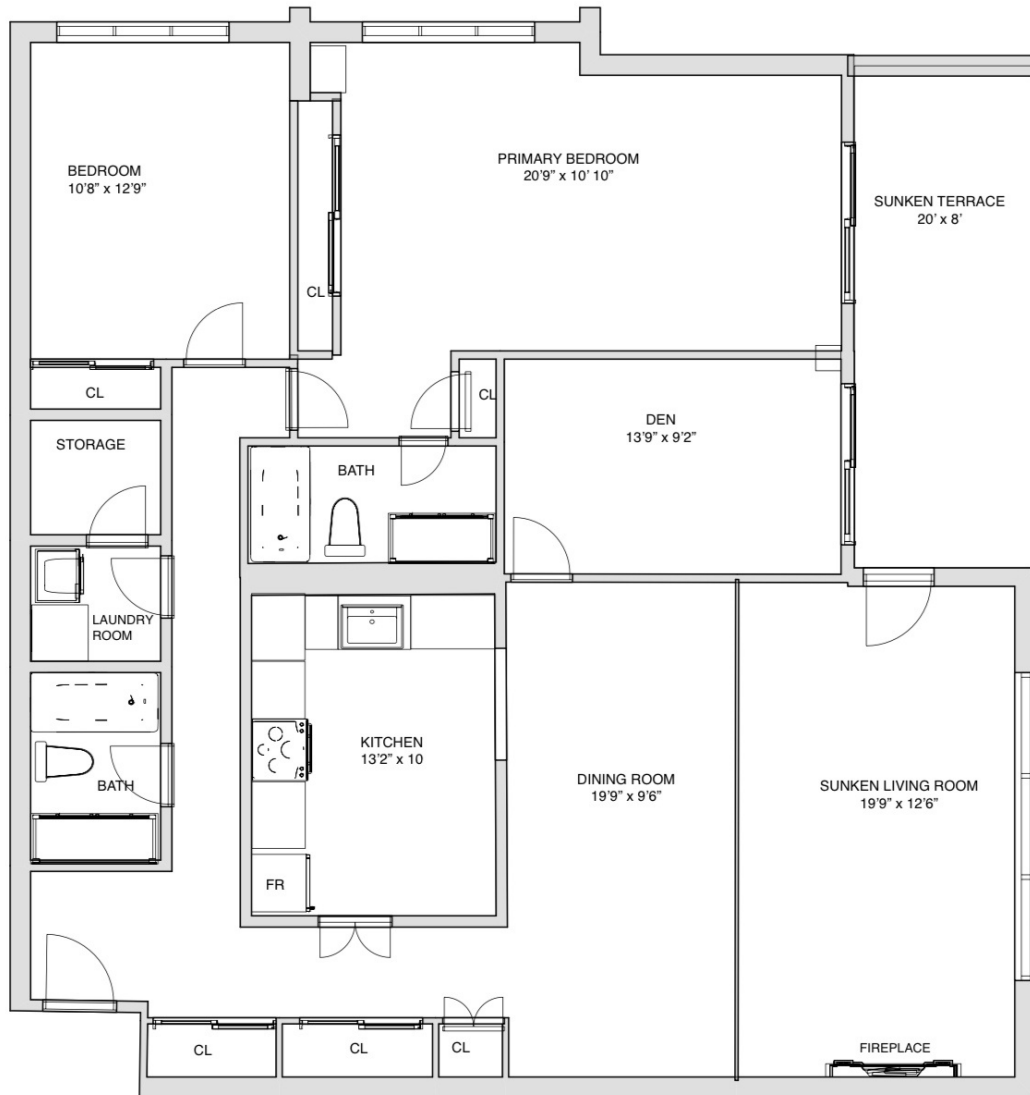 BEDROOM
10'8" x 12'9"
PRIMARY BEDROOM
20'9" x 10' 10"
SUNKEN TERRACE
20' x 8'
CL
CL
CL
STORAGE
DEN
13'9" x 9'2"
BATH
LAUNDRY
ROOM
KITCHEN
13'2" x 10
DINING ROOM
19'9" x 9'6"
SUNKEN LIVING ROOM
19'9" x 12'6"
BATH
FR
CL
CL
CL
FIREPLACE